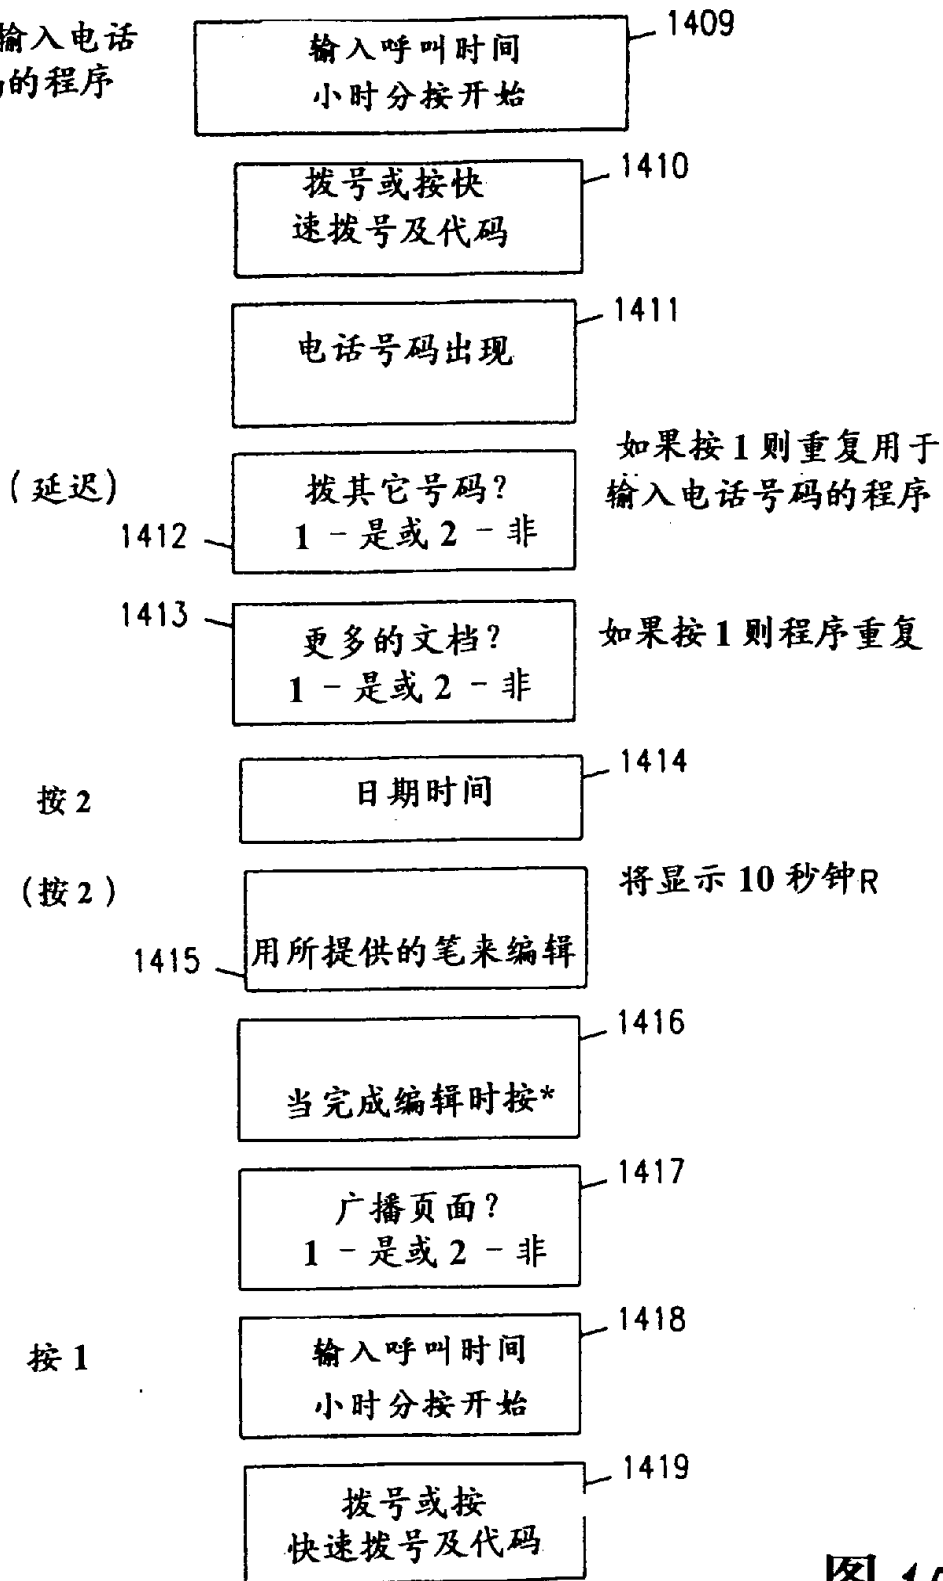 输入电话
的程序
输入呼叫时间
小时分按开始
1409
拨号或按快
速拨号及代码
1410
电话号码出现
1411
(延迟)
拨其它号码?
1 - 是或 2 - 非
1412
如果按 1 则重复用于
输入电话号码的程序
1413
更多的文档?
1 - 是或 2 - 非
如果按 1 则程序重复
按 2
日期时间
1414
(按 2 )
用所提供的笔来编辑
1415
将显示 10 秒钟R
当完成编辑时按*
1416
广播页面?
1 - 是或 2 - 非
1417
按 1
输入呼叫时间
小时分按开始
1418
拨号或按
快速拨号及代码
1419
图